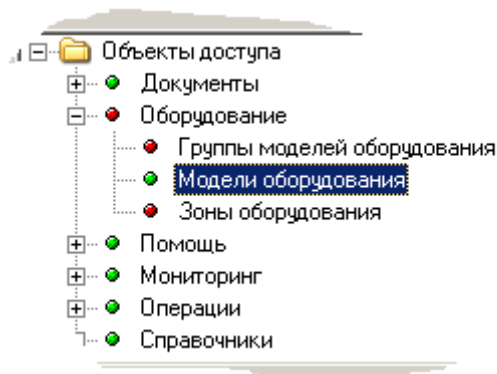 Объекты доступа
Документы
Оборудование
Группы моделей оборудования
Модели оборудования
Зоны оборудования
Помощь
Мониторинг
Операции
Справочники